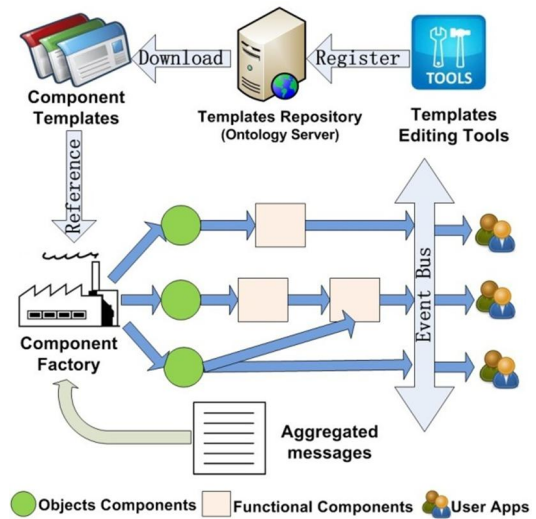 Download
Register
TOOLS
Component
Templates
Templates Repository
(Ontology Server)
Templates
Editing Tools
Reference
Event Bus
Component
Factory
Aggregated
messages
Objects Components
Functional Components
User Apps